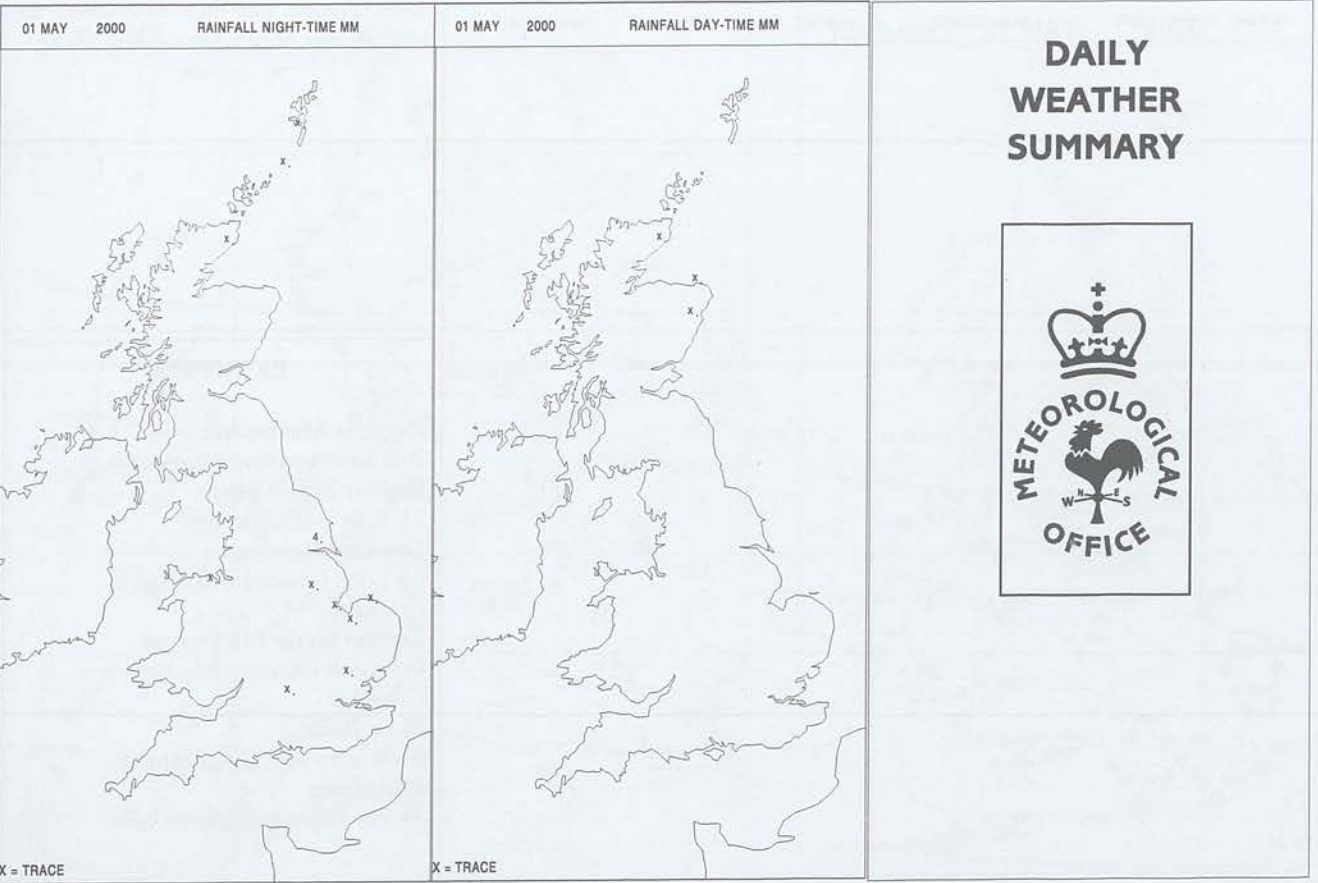 01 MAY 2000 RAINFALL NIGHT-TIME MM
x
x.
x
4.
x
x.
x
x
x.
x.
x.
X = TRACE
01 MAY 2000 RAINFALL DAY-TIME MM
x
x
x.
X = TRACE
DAILY
WEATHER
SUMMARY
METEOROLOGICAL
N E
W S
OFFICE